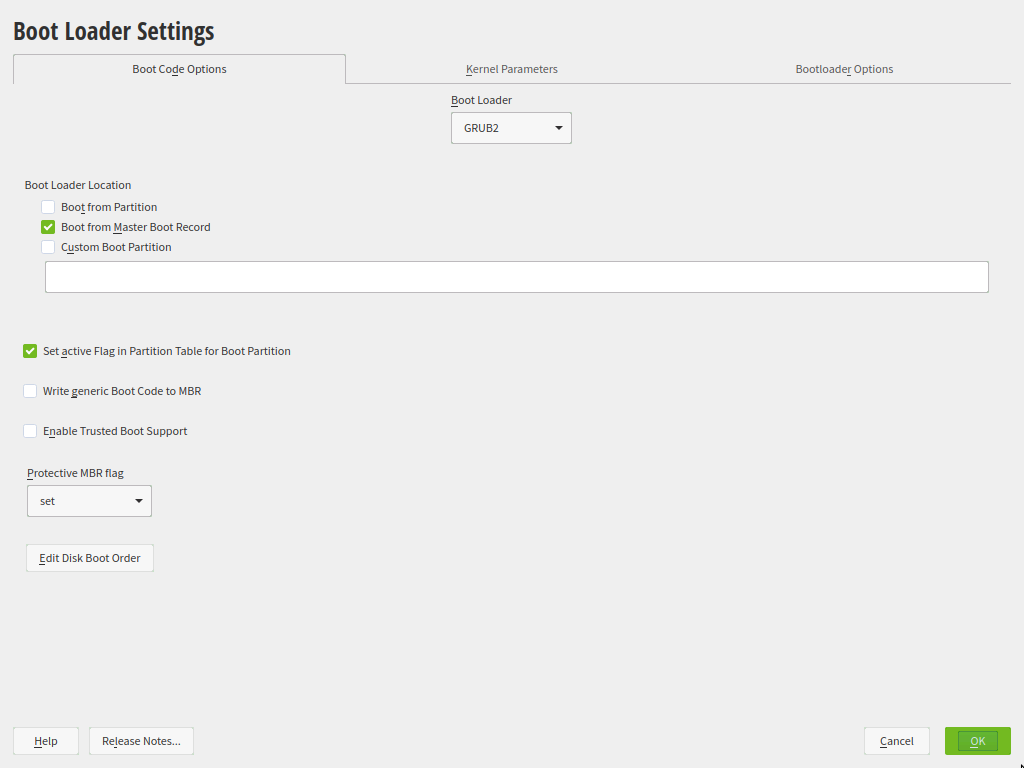 Boot Loader Settings
Boot Code Options
Kernel Parameters
Bootloader Options
Boot Loader
GRUB2
Boot Loader Location
Boot from Partition
Boot from Master Boot Record
Custom Boot Partition
Set active Flag in Partition Table for Boot Partition
Write generic Boot Code to MBR
Enable Trusted Boot Support
Protective MBR flag
set
Edit Disk Boot Order
Help
Release Notes...
Cancel
OK